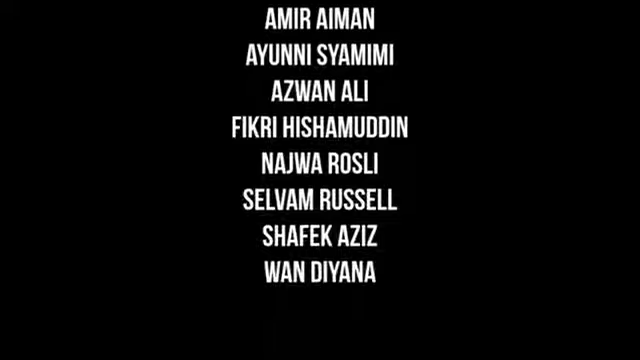 AMIR AIMAN
AYUNNI SYAMIMI
AZWAN ALI
FIKRI HISHAMUDDIN
NAJWA ROSLI
SELVAM RUSSELL
SHAFEK AZIZ
WAN DIYANA